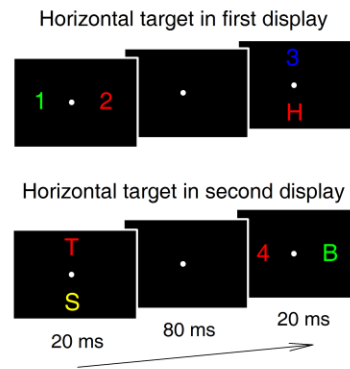 Horizontal target in first display
3
1 2
H
Horizontal target in second display
T
4 B
S
20 ms 80 ms 20 ms